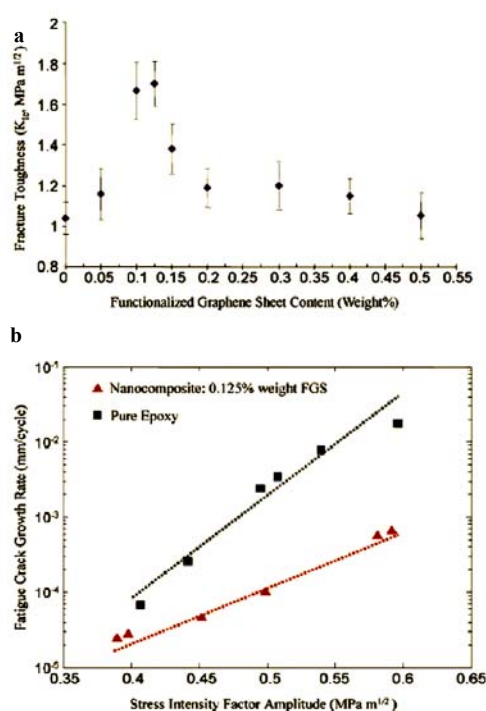 a
Fracture Toughness (K_Ic, MPa m^1/2)
2
1.8
1.6
1.4
1.2
1
0.8
0 0.05 0.1 0.15 0.2 0.25 0.3 0.35 0.4 0.45 0.5 0.55
Functionalized Graphene Sheet Content (Weight%)
b
Fatigue Crack Growth Rate (mm/cycle)
10^-1
10^-2
10^-3
10^-4
10^-5
Nanocomposite: 0.125% weight FGS
Pure Epoxy
0.35 0.4 0.45 0.5 0.55 0.6 0.65
Stress Intensity Factor Amplitude (MPa m^1/2)